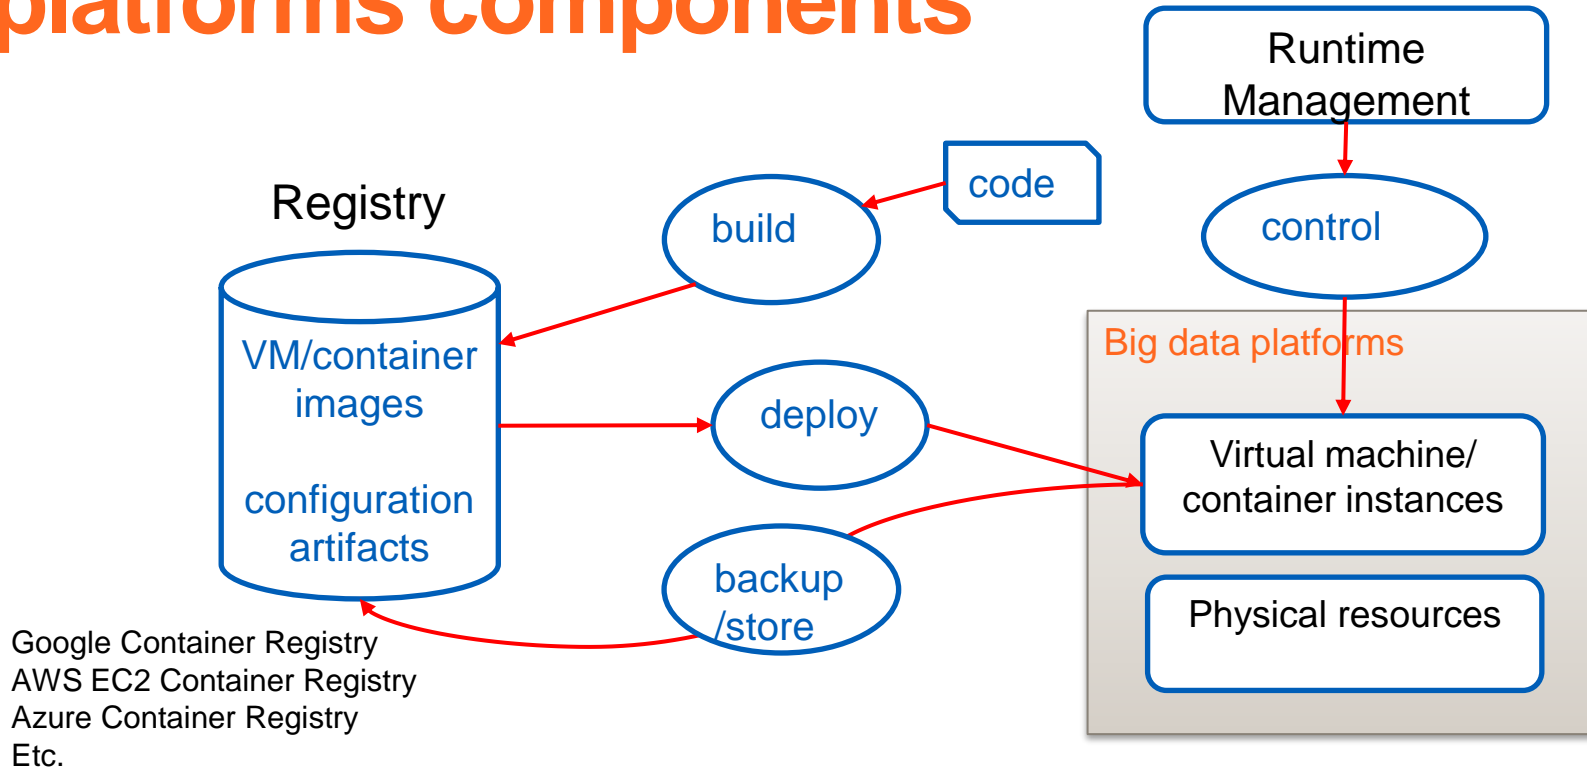 platforms components
Runtime
Management
code
Registry
build
control
Big data platforms
VM/container
images
configuration
artifacts
deploy
Virtual machine/
container instances
backup
/store
Physical resources
Google Container Registry
AWS EC2 Container Registry
Azure Container Registry
Etc.